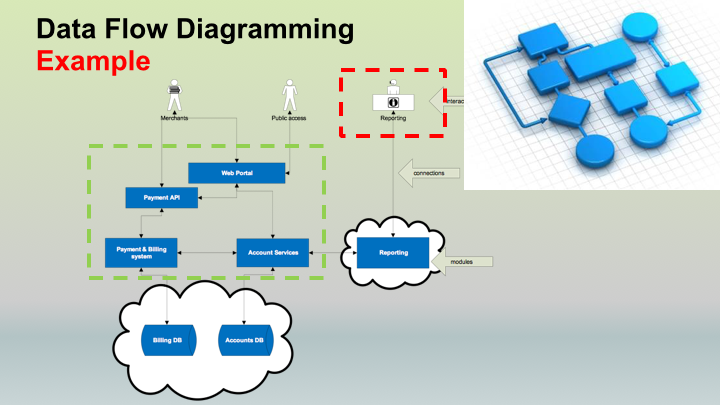 Data Flow Diagramming
Example
Merchants
Public access
Reporting
interac
connections
Web Portal
Payment API
Payment & Billing
system
Account Services
Reporting
modules
Billing DB
Accounts DB